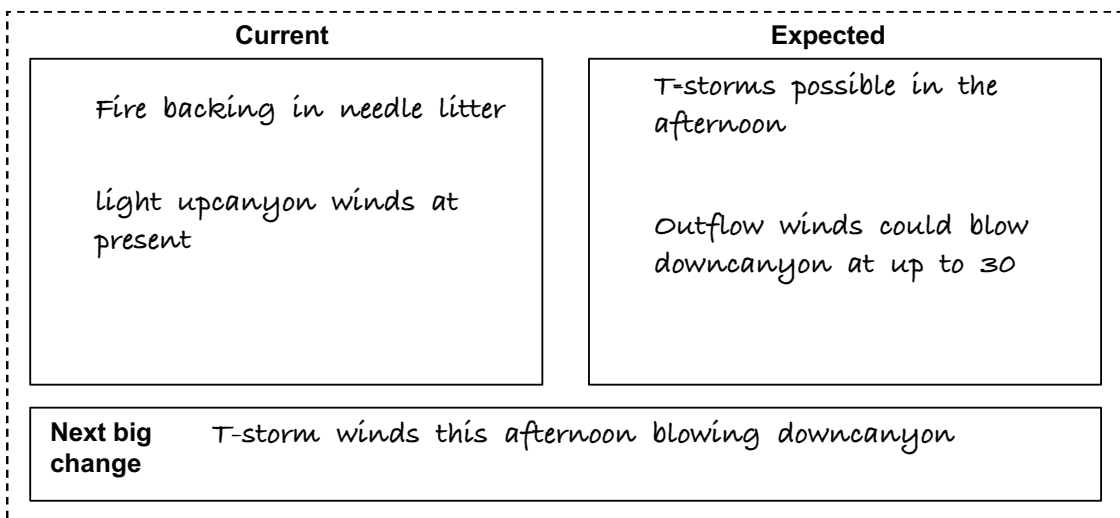 Current
Fire backing in needle litter
light upcanyon winds at
present
Expected
T-storms possible in the
afternoon
Outflow winds could blow
downcanyon at up to 30
Next big
change
T-storm winds this afternoon blowing downcanyon